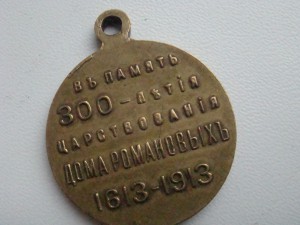 ВЪ ПАМЯТЬ
300-ЛѢТІЯ
ЦАРСТВОВАНІЯ
ДОМА РОМАНОВЫХЪ
1613-1913